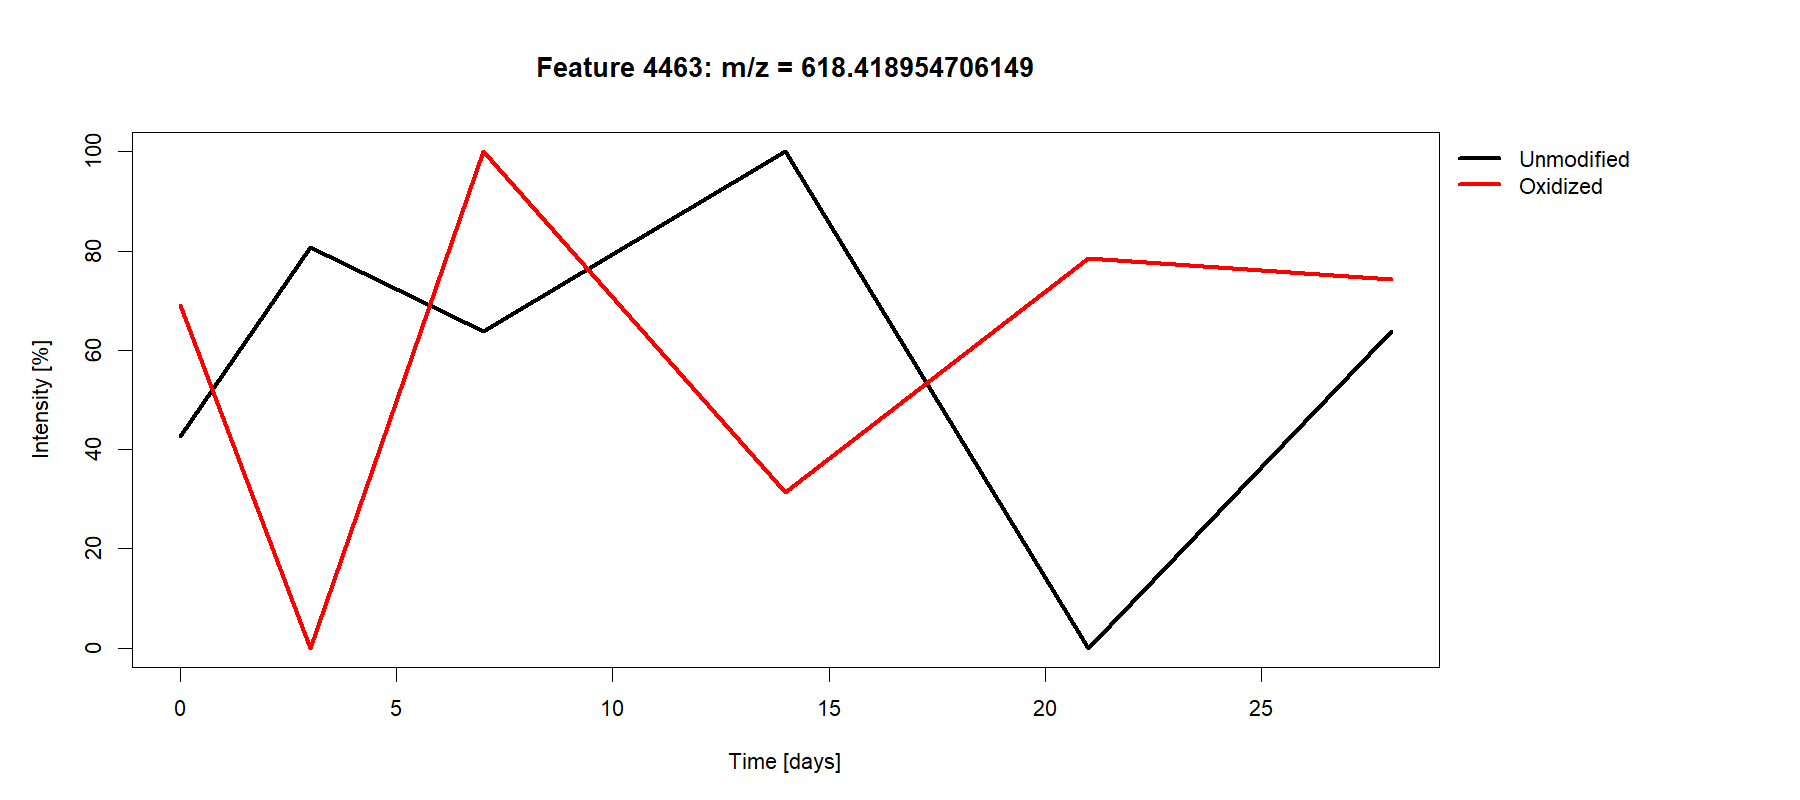 Feature 4463: m/z = 618.418954706149
Unmodified
Oxidized
100
80
60
40
20
0
Intensity [%]
0 5 10 15 20 25
Time [days]